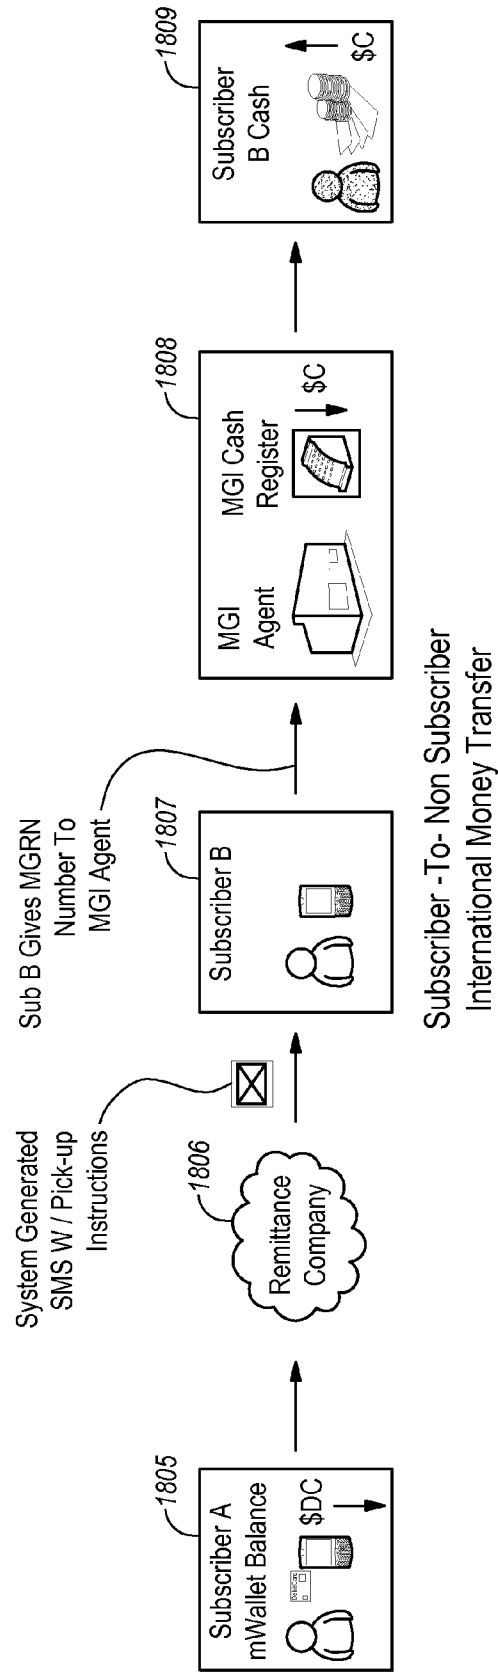 1805
Subscriber A
mWallet Balance
$DC
Debit Card
System Generated
SMS W / Pick-up
Instructions
1806
Remittance
Company
Sub B Gives MGRN
Number To
MGI Agent
1807
Subscriber B
1808
MGI
Agent
MGI Cash
Register
$C
1809
Subscriber
B Cash
$C
Subscriber -To- Non Subscriber
International Money Transfer